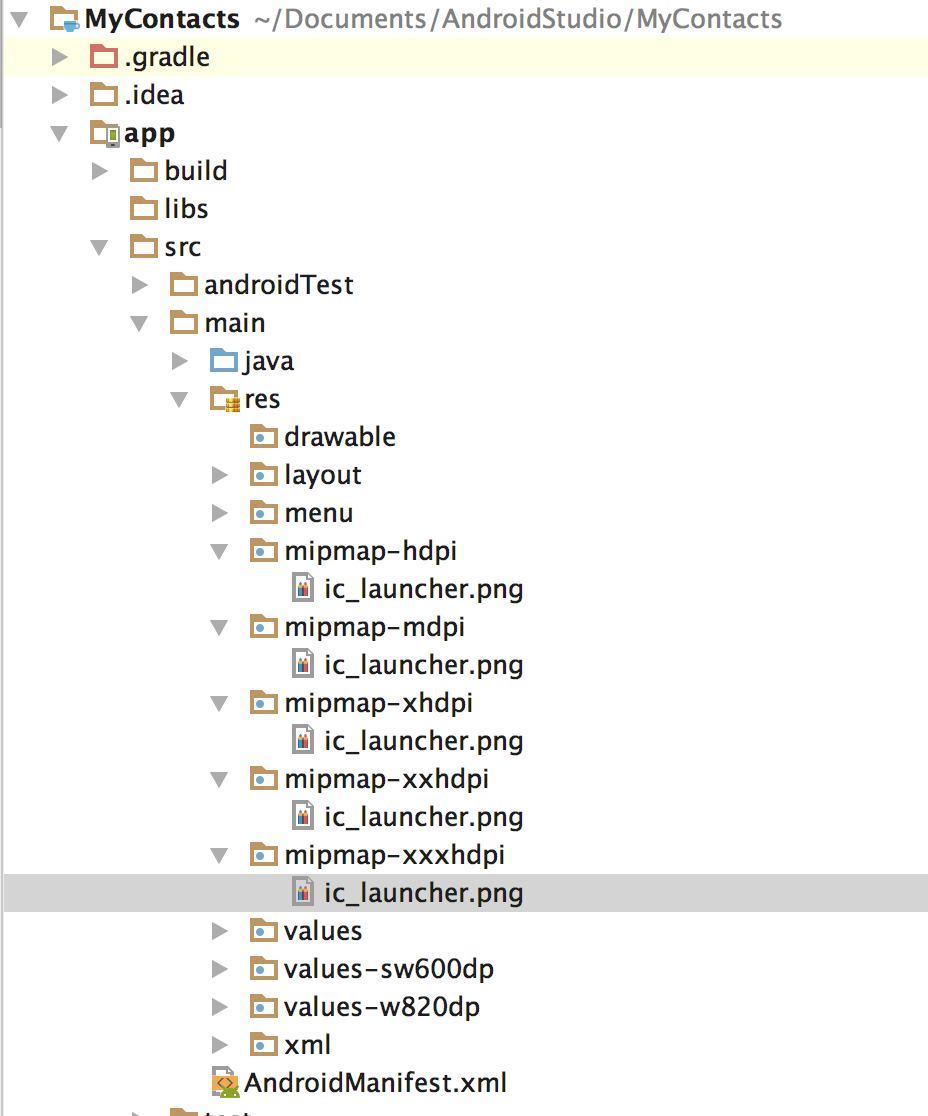 MyContacts ~/Documents/AndroidStudio/MyContacts
.gradle
.idea
app
build
libs
src
androidTest
main
java
res
drawable
layout
menu
mipmap-hdpi
ic_launcher.png
mipmap-mdpi
ic_launcher.png
mipmap-xhdpi
ic_launcher.png
mipmap-xxhdpi
ic_launcher.png
mipmap-xxxhdpi
ic_launcher.png
values
values-sw600dp
values-w820dp
xml
AndroidManifest.xml